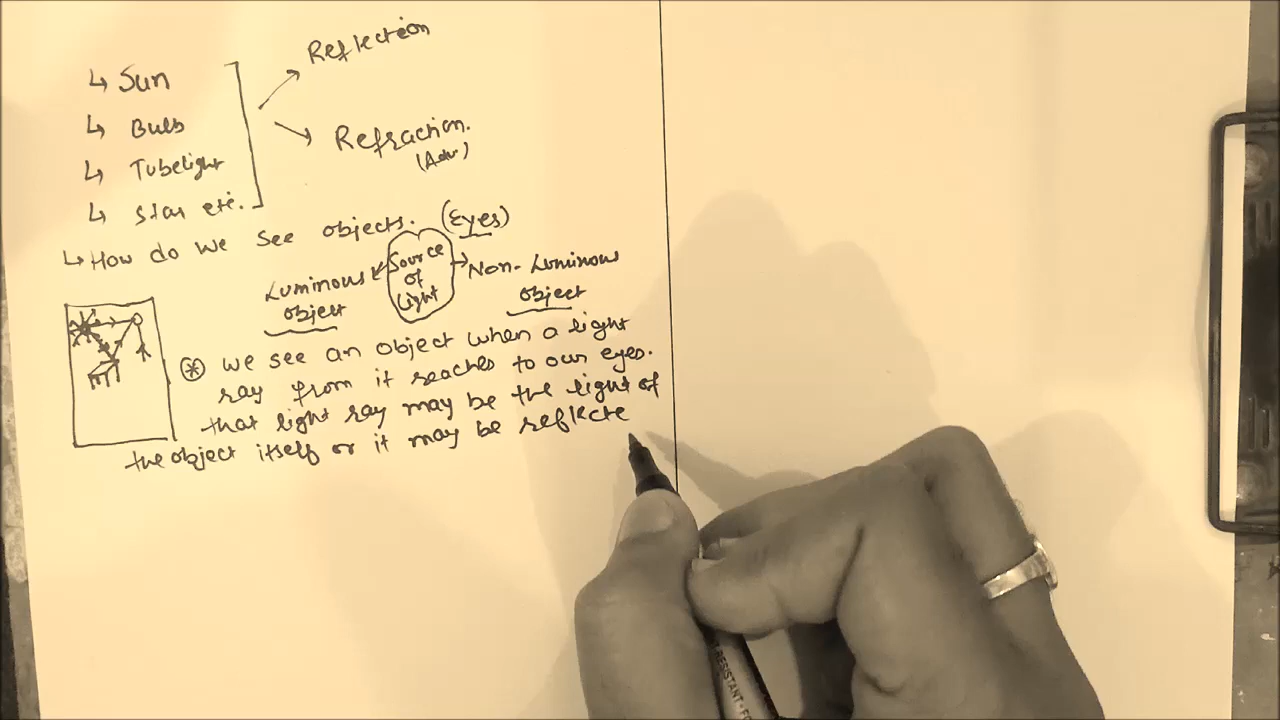 Reflection
↳ Sun
↳ Bulb
Refraction.
(Adv.)
↳ Tubelight
↳ Star etc.
↳ How do we see objects. (Eyes)
Source of Light
Luminous object
Non-Luminous object
⊛ We see an object when a light
ray from it reaches to our eyes.
that light ray may be the light of
the object itself or it may be reflecte
RESISTANT